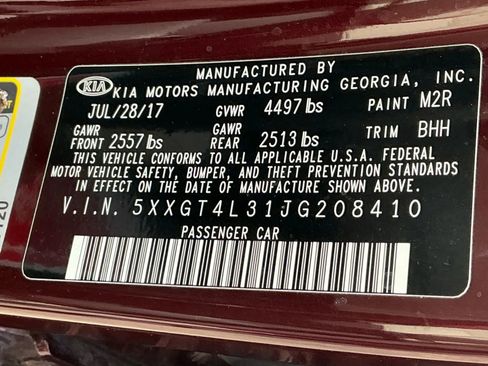 MANUFACTURED BY
KIA KIA MOTORS MANUFACTURING GEORGIA, INC.
JUL/28/17 GVWR 4497 lbs PAINT M2R
GAWR GAWR
FRONT 2557 lbs REAR 2513 lbs TRIM BHH
THIS VEHICLE CONFORMS TO ALL APPLICABLE U.S.A. FEDERAL
MOTOR VEHICLE SAFETY, BUMPER, AND THEFT PREVENTION STANDARDS
IN EFFECT ON THE DATE OF MANUFACTURE SHOWN ABOVE.
V.I.N. 5XXGT4L31JG208410
PASSENGER CAR